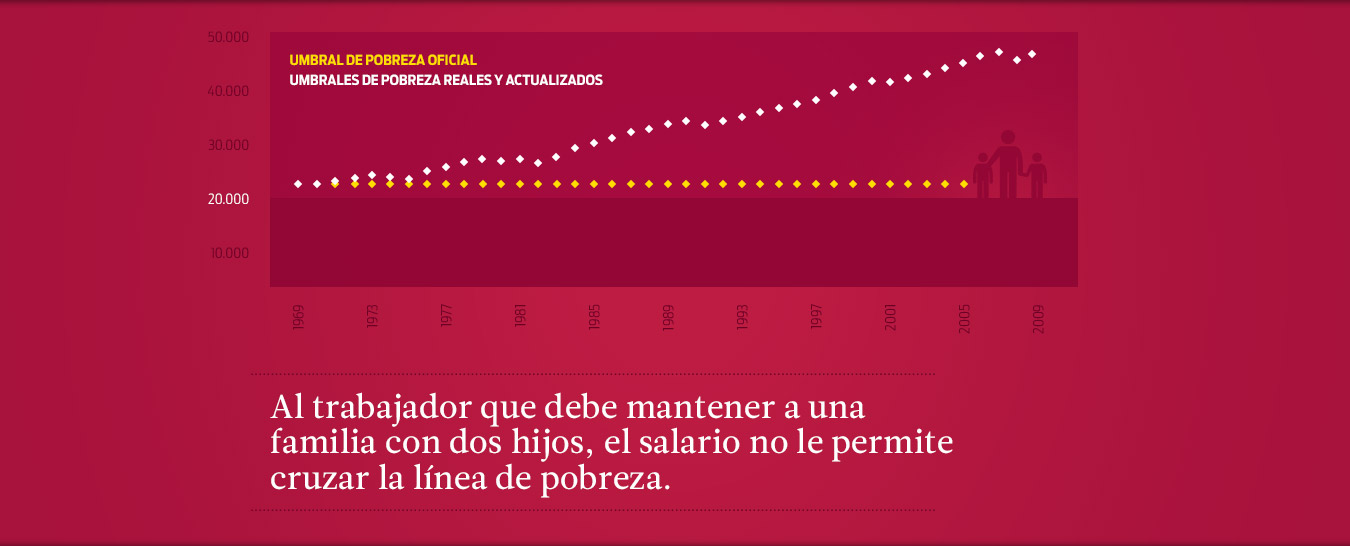 50.000
UMBRAL DE POBREZA OFICIAL
UMBRALES DE POBREZA REALES Y ACTUALIZADOS
40.000
30.000
20.000
10.000
1969 1973 1977 1981 1985 1989 1993 1997 2001 2005 2009
Al trabajador que debe mantener a una
familia con dos hijos, el salario no le permite
cruzar la línea de pobreza.